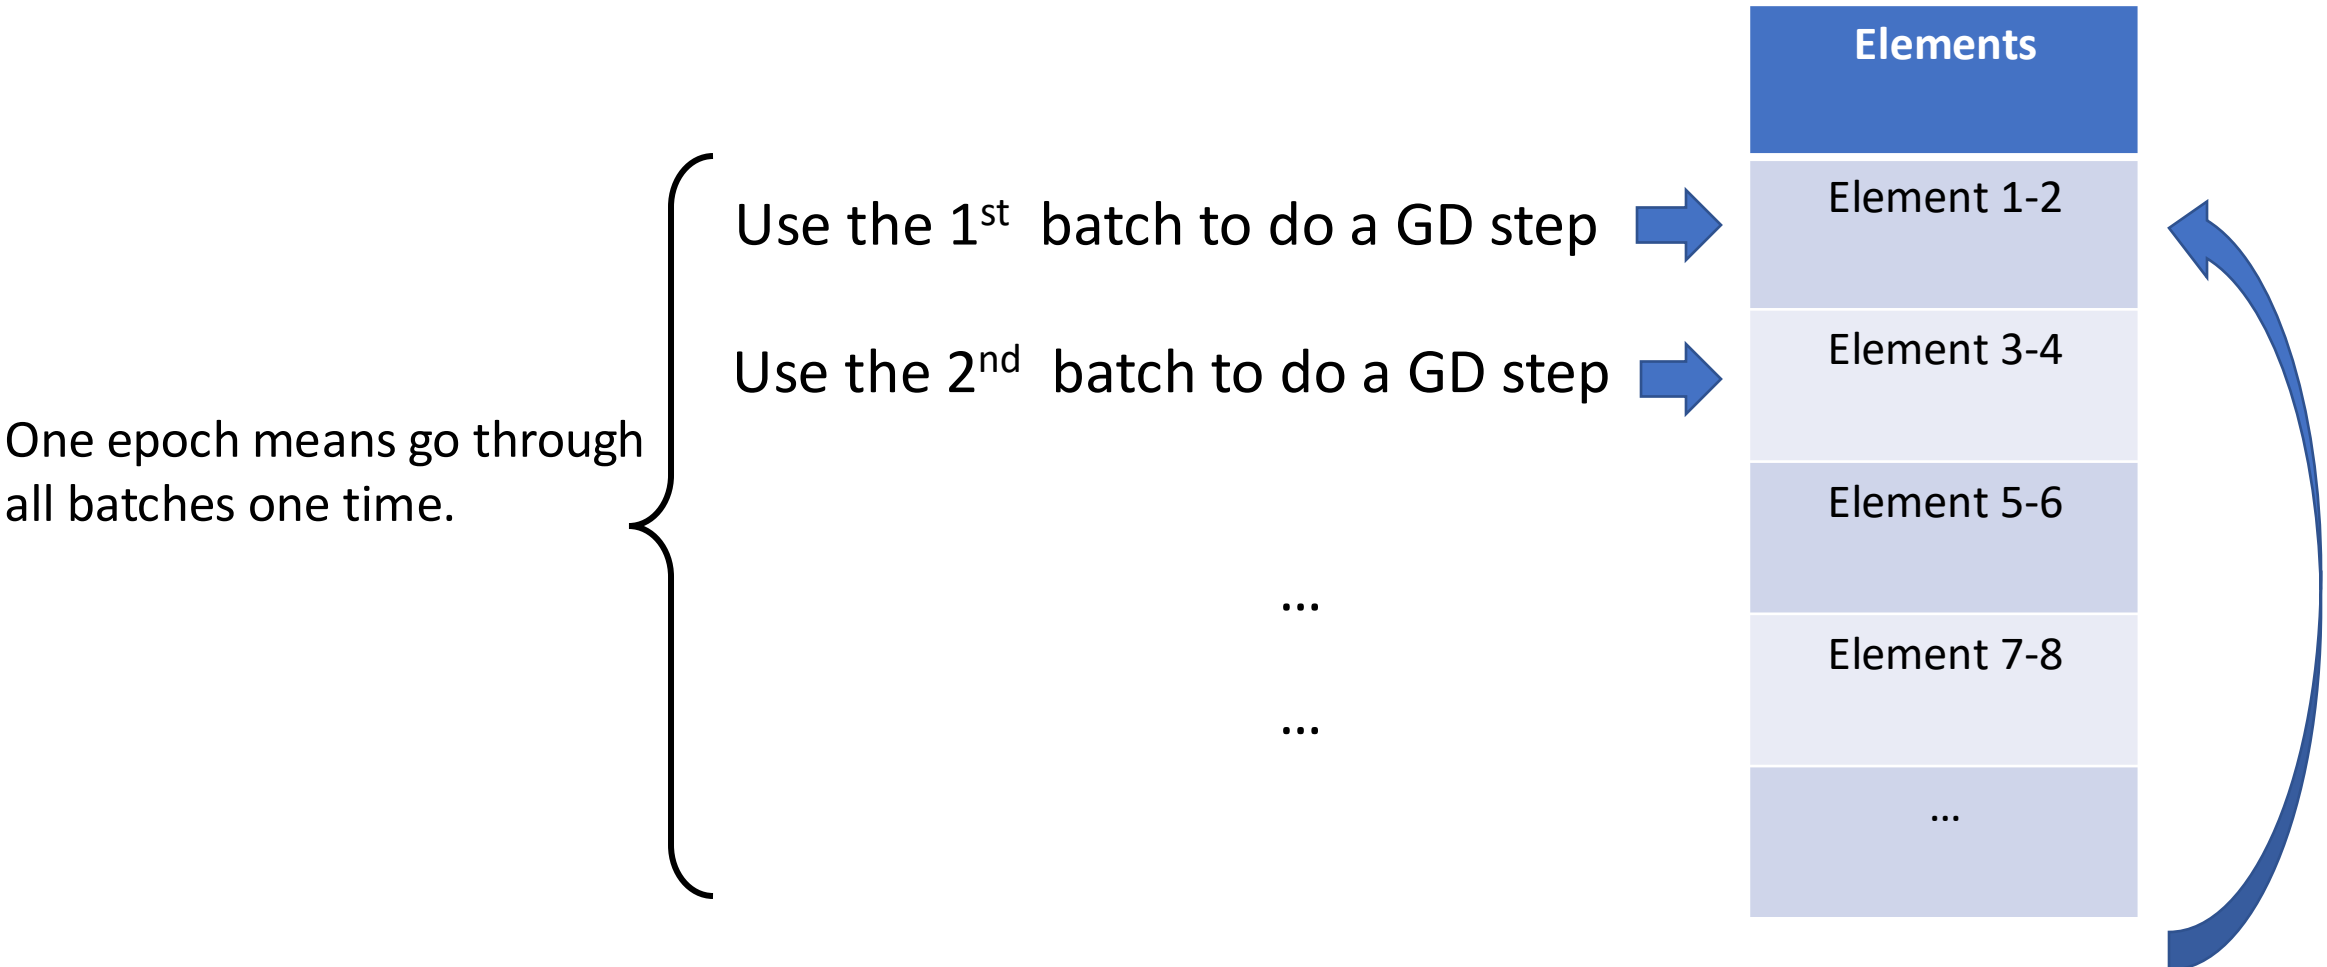 Elements
Use the 1st batch to do a GD step
Element 1-2
Use the 2nd batch to do a GD step
Element 3-4
One epoch means go through
all batches one time.
Element 5-6
...
Element 7-8
...
...